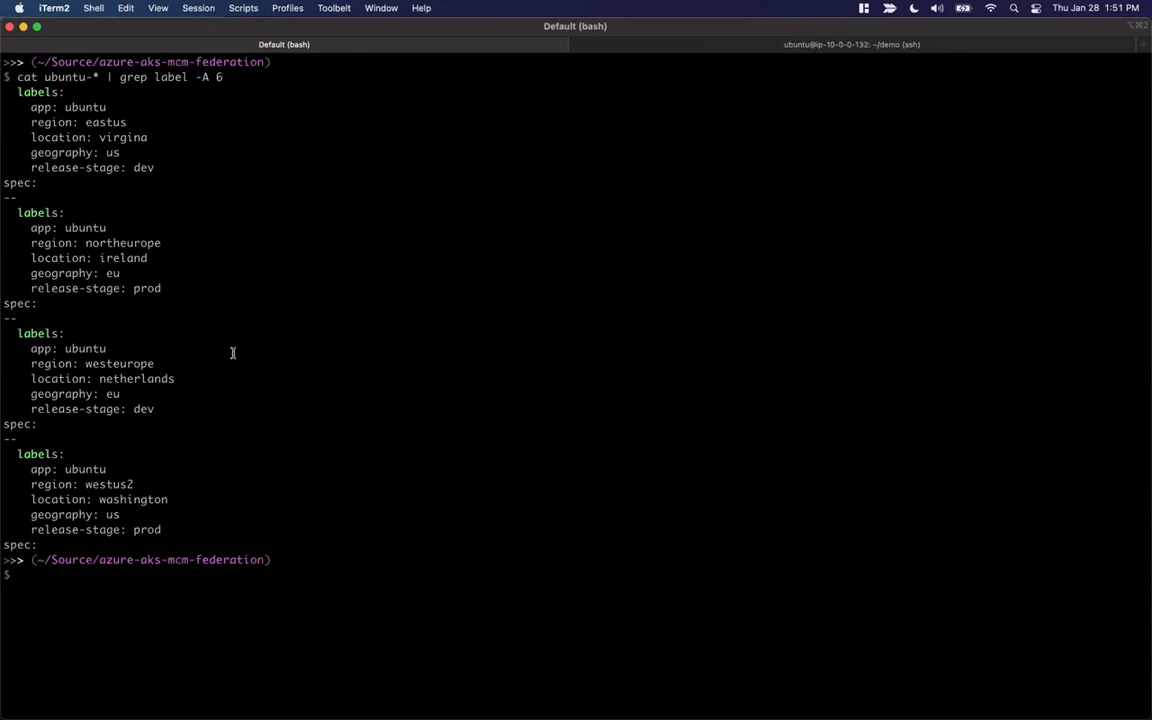 iTerm2 Shell Edit View Session Scripts Profiles Toolbelt Window Help Thu Jan 28 1:51 PM
Default (bash)
⌥⌘2
Default (bash) ubuntu@ip-10-0-0-132: ~/demo (ssh)
>>> (~/Source/azure-aks-mcm-federation)
$ cat ubuntu-* | grep label -A 6
labels:
app: ubuntu
region: eastus
location: virgina
geography: us
release-stage: dev
spec:
--
labels:
app: ubuntu
region: northeurope
location: ireland
geography: eu
release-stage: prod
spec:
--
labels:
app: ubuntu
region: westeurope
location: netherlands
geography: eu
release-stage: dev
spec:
--
labels:
app: ubuntu
region: westus2
location: washington
geography: us
release-stage: prod
spec:
>>> (~/Source/azure-aks-mcm-federation)
$